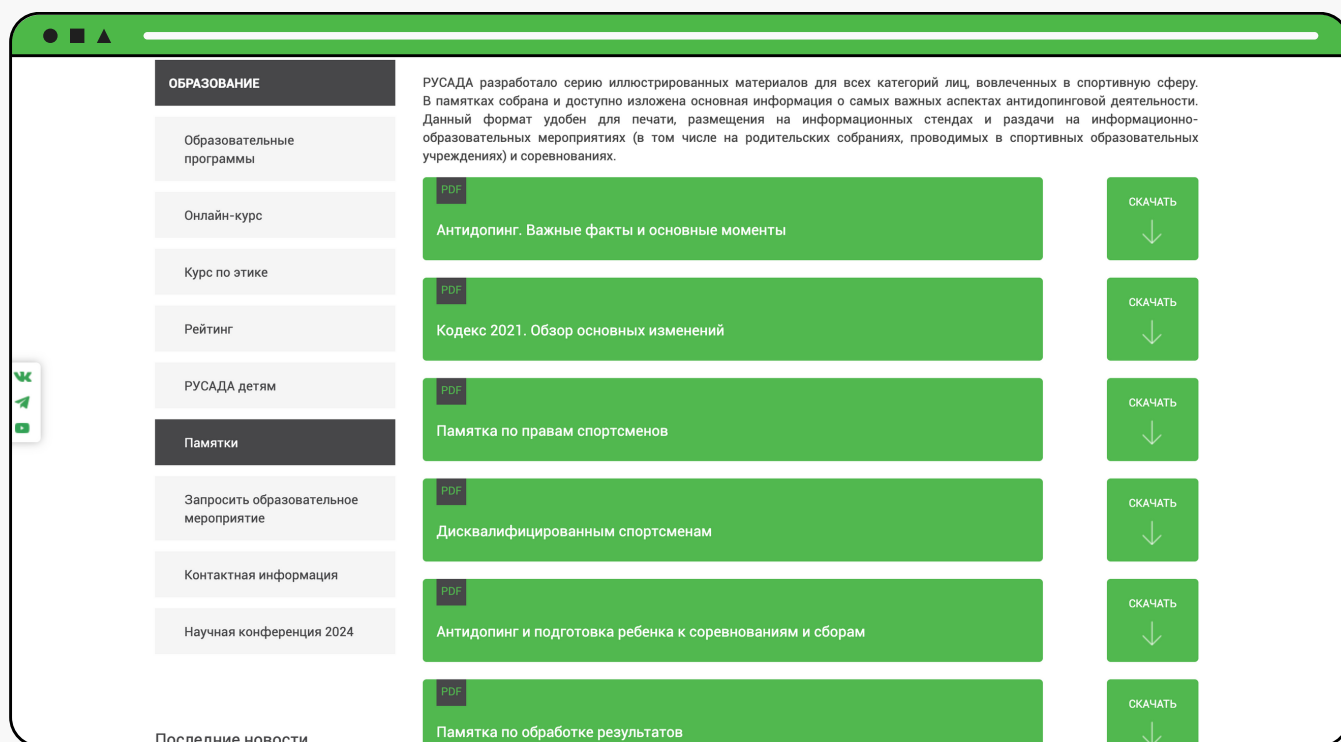 ОБРАЗОВАНИЕ
Образовательные
программы
Онлайн-курс
Курс по этике
Рейтинг
РУСАДА детям
Памятки
Запросить образовательное
мероприятие
Контактная информация
Научная конференция 2024
Последние новости
РУСАДА разработало серию иллюстрированных материалов для всех категорий лиц, вовлеченных в спортивную сферу.
В памятках собрана и доступно изложена основная информация о самых важных аспектах антидопинговой деятельности.
Данный формат удобен для печати, размещения на информационных стендах и раздачи на информационно-
образовательных мероприятиях (в том числе на родительских собраниях, проводимых в спортивных образовательных
учреждениях) и соревнованиях.
PDF
Антидопинг. Важные факты и основные моменты
СКАЧАТЬ
PDF
Кодекс 2021. Обзор основных изменений
СКАЧАТЬ
PDF
Памятка по правам спортсменов
СКАЧАТЬ
PDF
Дисквалифицированным спортсменам
СКАЧАТЬ
PDF
Антидопинг и подготовка ребенка к соревнованиям и сборам
СКАЧАТЬ
PDF
Памятка по обработке результатов
СКАЧАТЬ